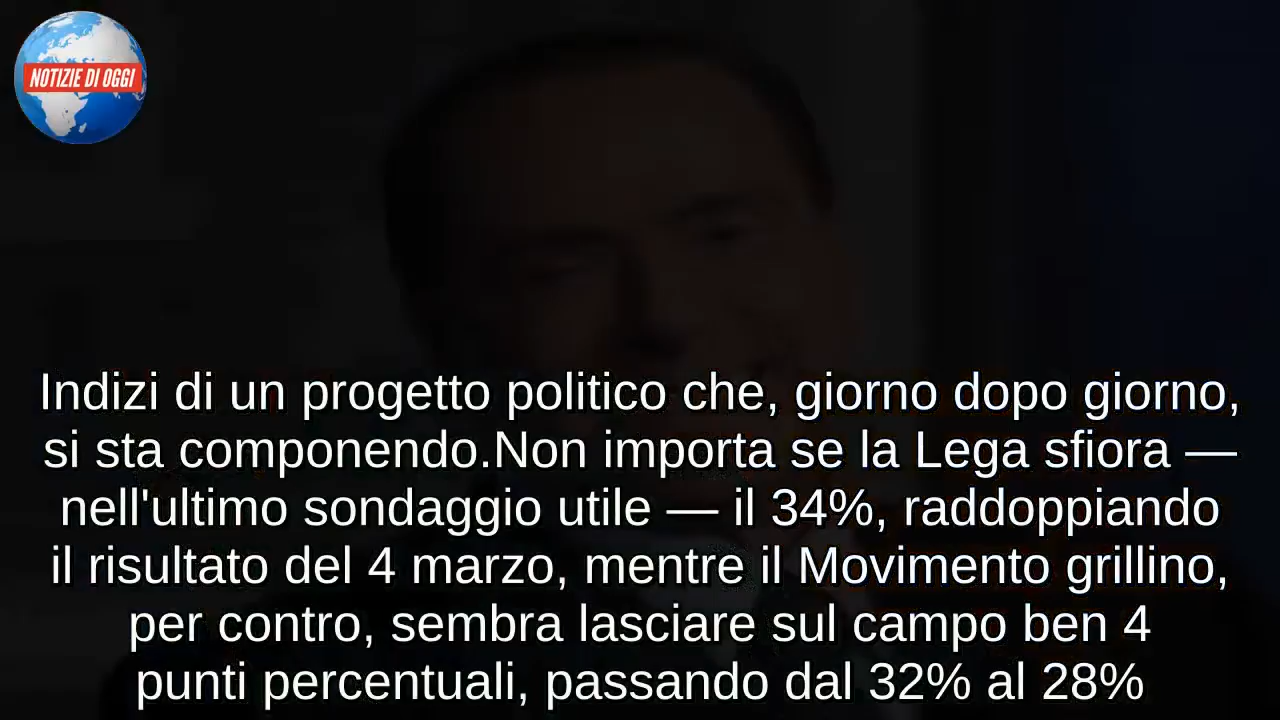 NOTIZIE DI OGGI
Indizi di un progetto politico che, giorno dopo giorno,
si sta componendo.Non importa se la Lega sfiora —
nell'ultimo sondaggio utile — il 34%, raddoppiando
il risultato del 4 marzo, mentre il Movimento grillino,
per contro, sembra lasciare sul campo ben 4
punti percentuali, passando dal 32% al 28%